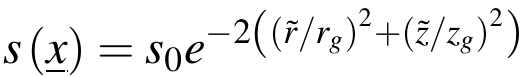 s(x̲) = s₀e^{−2((r̃/r_g)² + (z̃/z_g)²)}